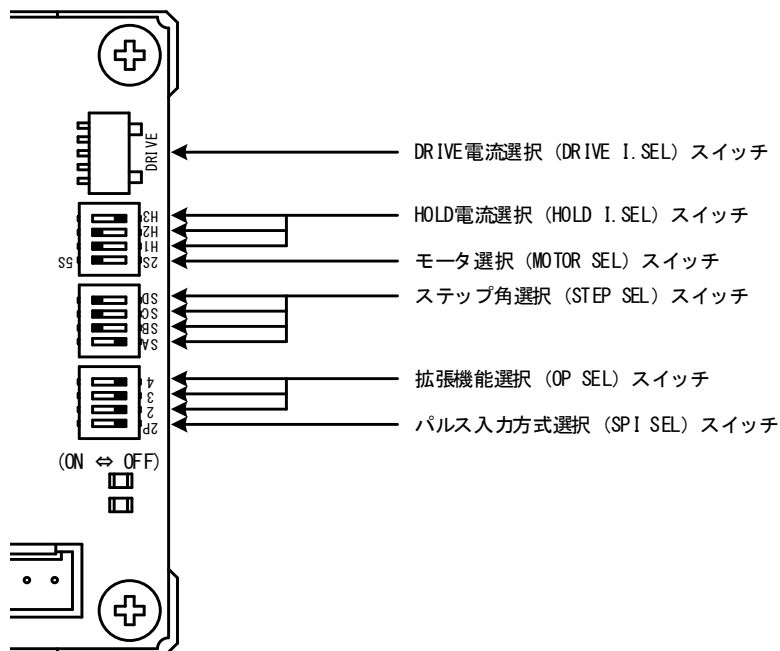 DRIVE
DRIVE電流選択 (DRIVE I.SEL) スイッチ
H3
HOLD電流選択 (HOLD I.SEL) スイッチ
H2
H1
5S 2S
モータ選択 (MOTOR SEL) スイッチ
SD
ステップ角選択 (STEP SEL) スイッチ
SC
SB
SA
4
拡張機能選択 (OP SEL) スイッチ
3
2
2P
パルス入力方式選択 (SPI SEL) スイッチ
(ON ⇔ OFF)